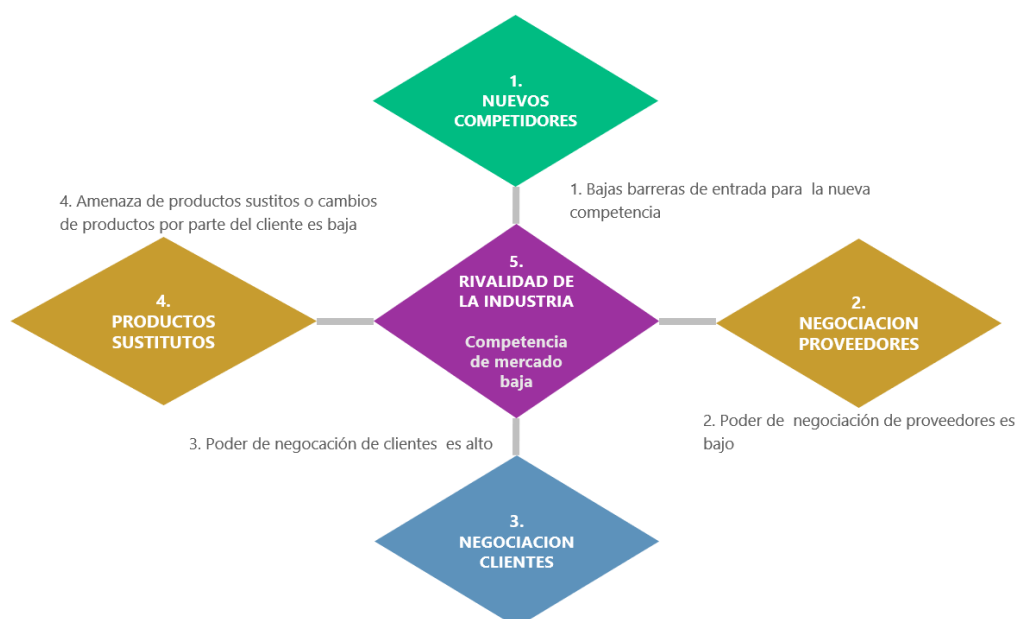 1.
NUEVOS
COMPETIDORES
4. Amenaza de productos sustitos o cambios
de productos por parte del cliente es baja
1. Bajas barreras de entrada para la nueva
competencia
5.
RIVALIDAD DE
LA INDUSTRIA
Competencia
de mercado
baja
4.
PRODUCTOS
SUSTITUTOS
2.
NEGOCIACION
PROVEEDORES
3. Poder de negocación de clientes es alto
2. Poder de negociación de proveedores es
bajo
3.
NEGOCIACION
CLIENTES